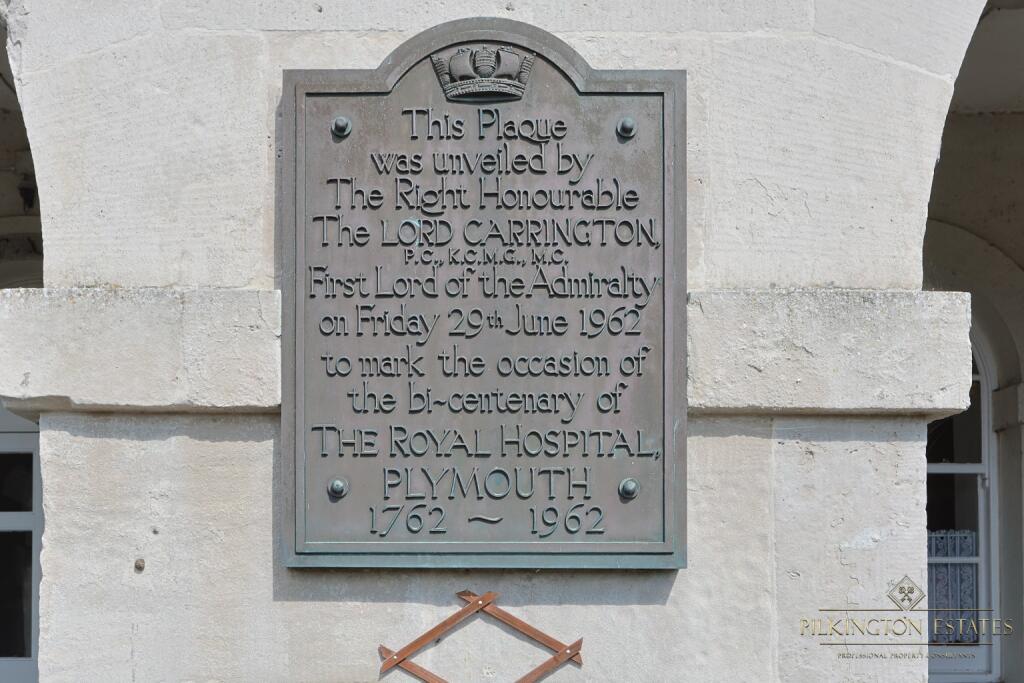 This Plaque
was unveiled by
The Right Honourable
The LORD CARRINGTON,
P.C., K.C.M.G., M.C.
First Lord of the Admiralty
on Friday 29th June 1962
to mark the occasion of
the bi-centenary of
THE ROYAL HOSPITAL,
PLYMOUTH
1762 ~ 1962
PILKINGTON ESTATES
PROFESSIONAL PROPERTY CONSULTANTS